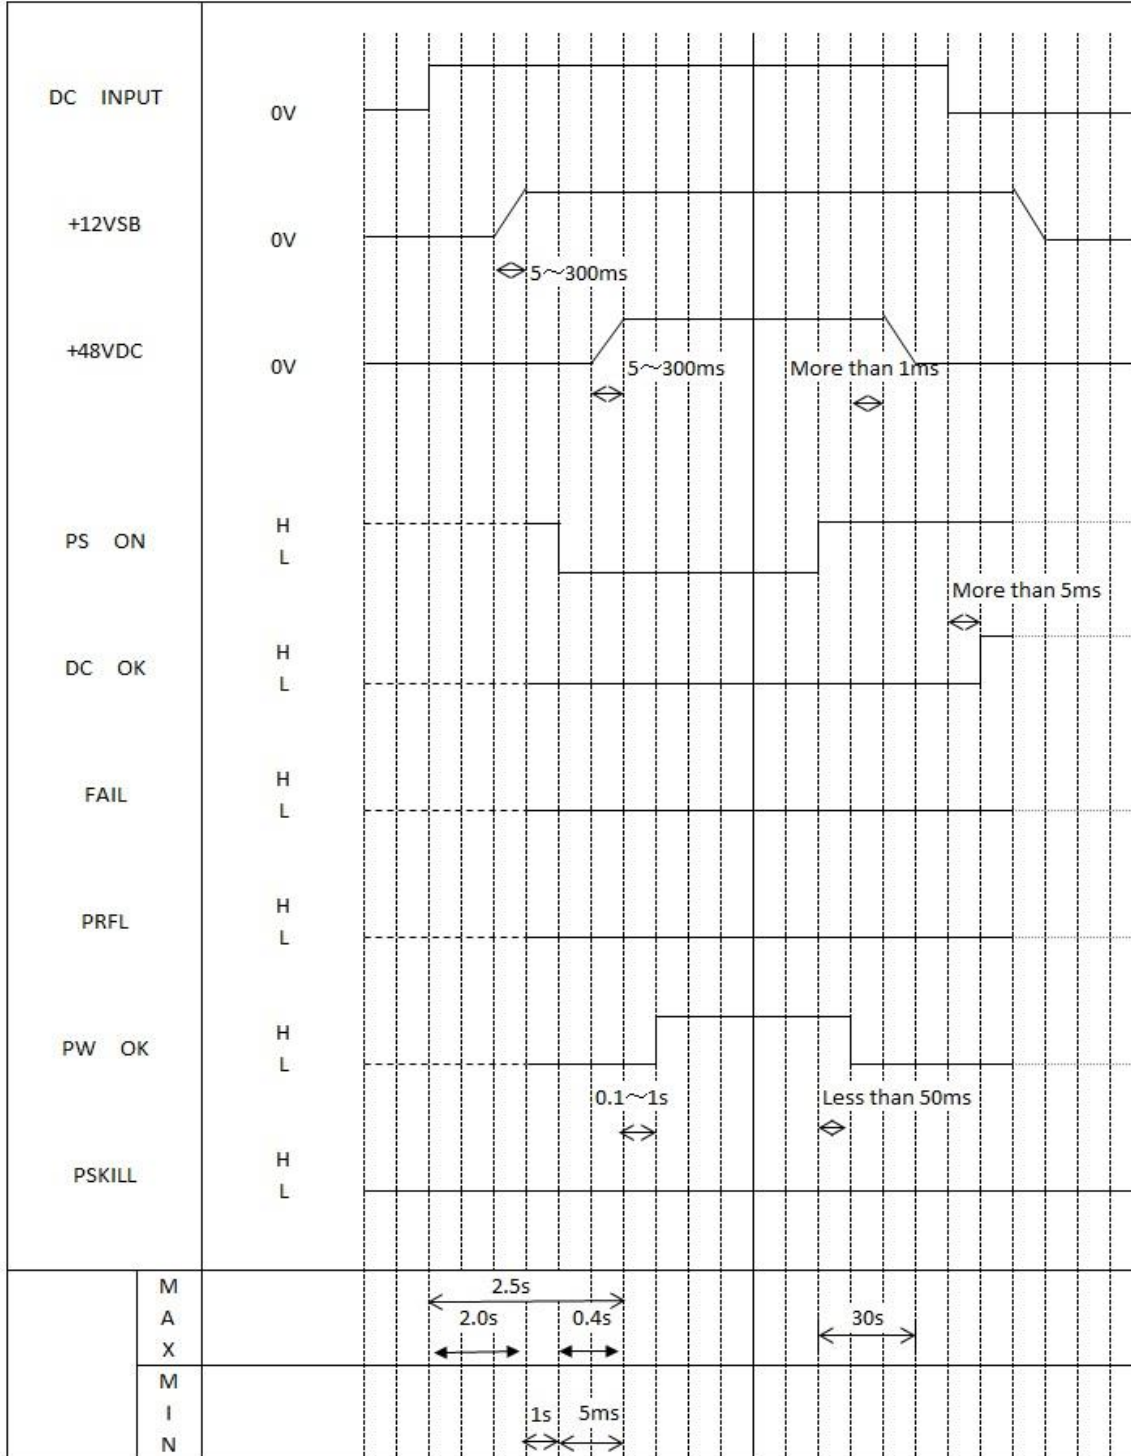 DC INPUT
0V
+12VSB
0V
5～300ms
+48VDC
0V
5～300ms
More than 1ms
PS ON
H
L
More than 5ms
DC OK
H
L
FAIL
H
L
PRFL
H
L
PW OK
H
L
0.1～1s
Less than 50ms
PSKILL
H
L
MAX
2.5s
2.0s
0.4s
30s
MIN
1s
5ms